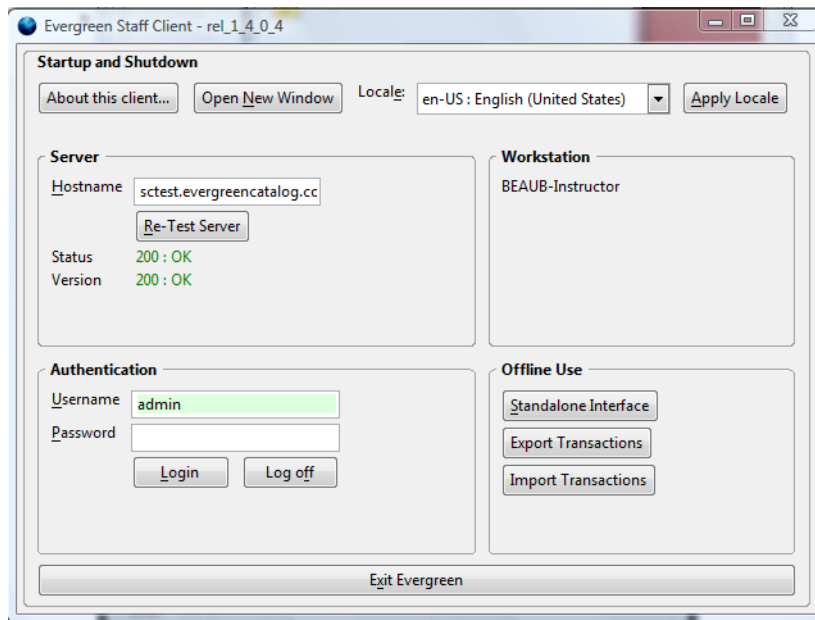 Evergreen Staff Client - rel_1_4_0_4
Startup and Shutdown
About this client... Open New Window Locale: en-US : English (United States) Apply Locale
Server
Hostname sctest.evergreencatalog.cc
Re-Test Server
Status 200 : OK
Version 200 : OK
Workstation
BEAUB-Instructor
Authentication
Username admin
Password
Login Log off
Offline Use
Standalone Interface
Export Transactions
Import Transactions
Exit Evergreen